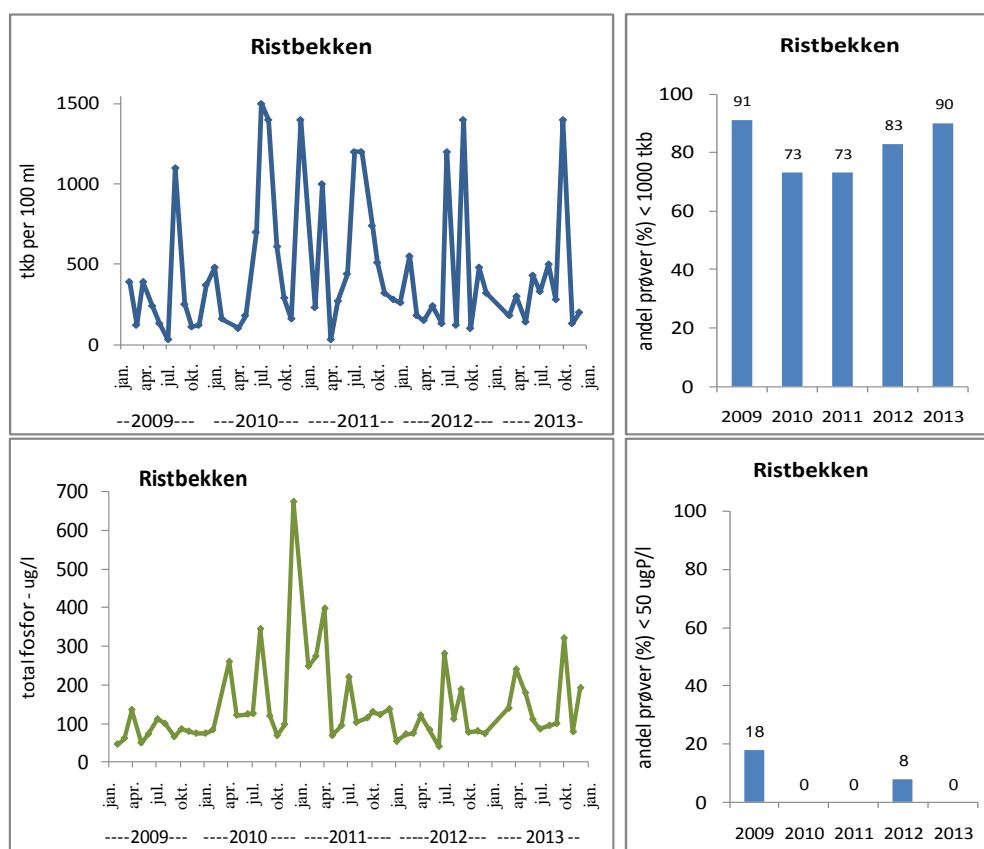 Ristbekken
tkb per 100 ml
1500
1000
500
0
jan. apr. jul. okt. jan. apr. jul. okt. jan. apr. jul. okt. jan. apr. jul. okt. jan. apr. jul. okt. jan.
--2009--- ---2010---- ----2011--- ---2012---- ----2013-
Ristbekken
andel prøver (%) < 1000 tkb
100
80
60
40
20
0
91 73 73 83 90
2009 2010 2011 2012 2013
Ristbekken
total fosfor - ug/l
700
600
500
400
300
200
100
0
jan. apr. jul. okt. jan. apr. jul. okt. jan. apr. jul. okt. jan. apr. jul. okt. jan. apr. jul. okt. jan.
----2009---- ----2010---- ----2011---- ----2012---- ----2013--
Ristbekken
andel prøver (%) < 50 ugP/l
100
80
60
40
20
0
18 0 0 8 0
2009 2010 2011 2012 2013